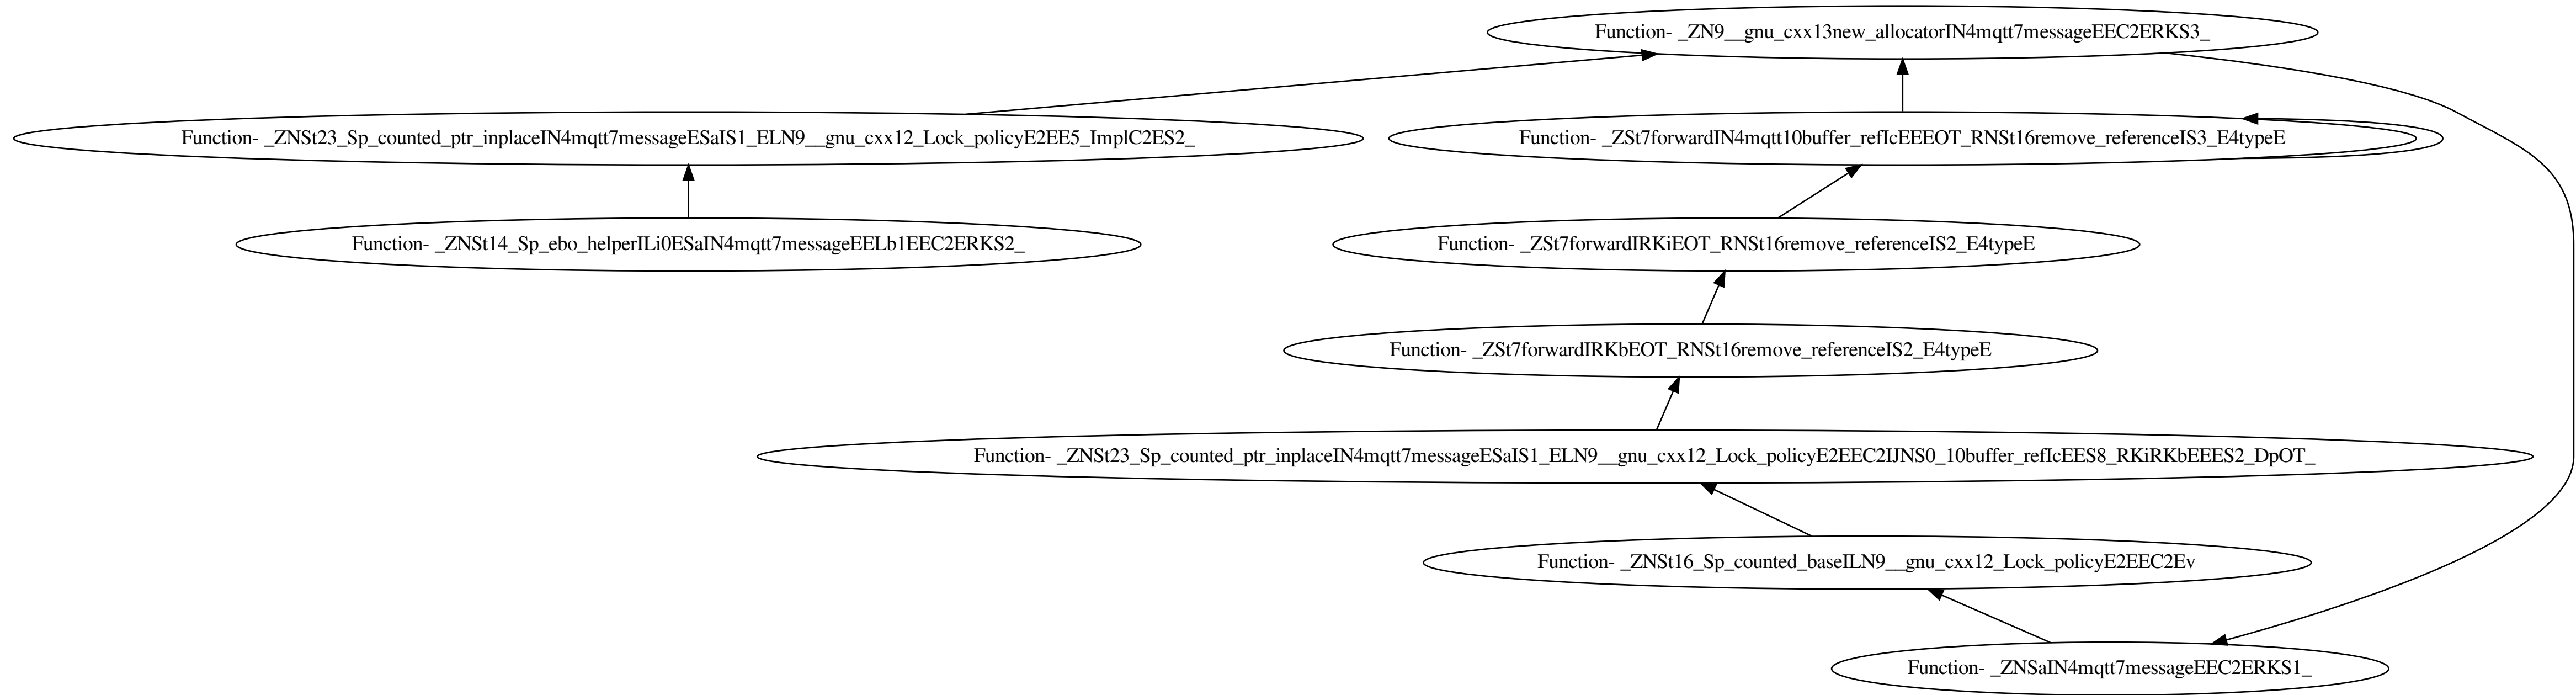 Function- _ZN9__gnu_cxx13new_allocatorIN4mqtt7messageEEC2ERKS3_
Function- _ZNSt23_Sp_counted_ptr_inplaceIN4mqtt7messageESaIS1_ELN9__gnu_cxx12_Lock_policyE2EE5_ImplC2ES2_
Function- _ZSt7forwardIN4mqtt10buffer_refIcEEEOT_RNSt16remove_referenceIS3_E4typeE
Function- _ZNSt14_Sp_ebo_helperILi0ESaIN4mqtt7messageEELb1EEC2ERKS2_
Function- _ZSt7forwardIRKiEOT_RNSt16remove_referenceIS2_E4typeE
Function- _ZSt7forwardIRKbEOT_RNSt16remove_referenceIS2_E4typeE
Function- _ZNSt23_Sp_counted_ptr_inplaceIN4mqtt7messageESaIS1_ELN9__gnu_cxx12_Lock_policyE2EEC2IJNS0_10buffer_refIcEES8_RKiRKbEEES2_DpOT_
Function- _ZNSt16_Sp_counted_baseILN9__gnu_cxx12_Lock_policyE2EEC2Ev
Function- _ZNSaIN4mqtt7messageEEC2ERKS1_